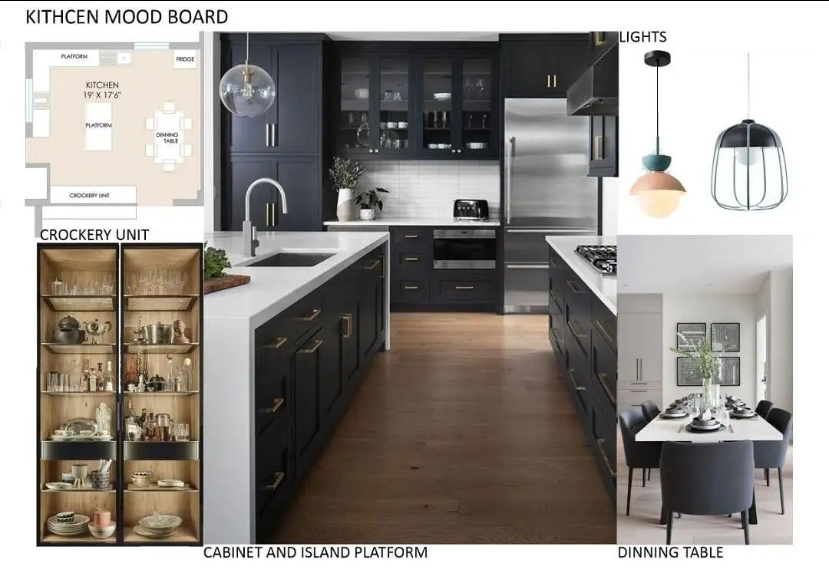 KITHCEN MOOD BOARD
PLATFORM
FRIDGE
KITCHEN
19' X 17'6"
PLATFORM
DINNING
TABLE
CROCKERY UNIT
CROCKERY UNIT
LIGHTS
CABINET AND ISLAND PLATFORM
DINNING TABLE